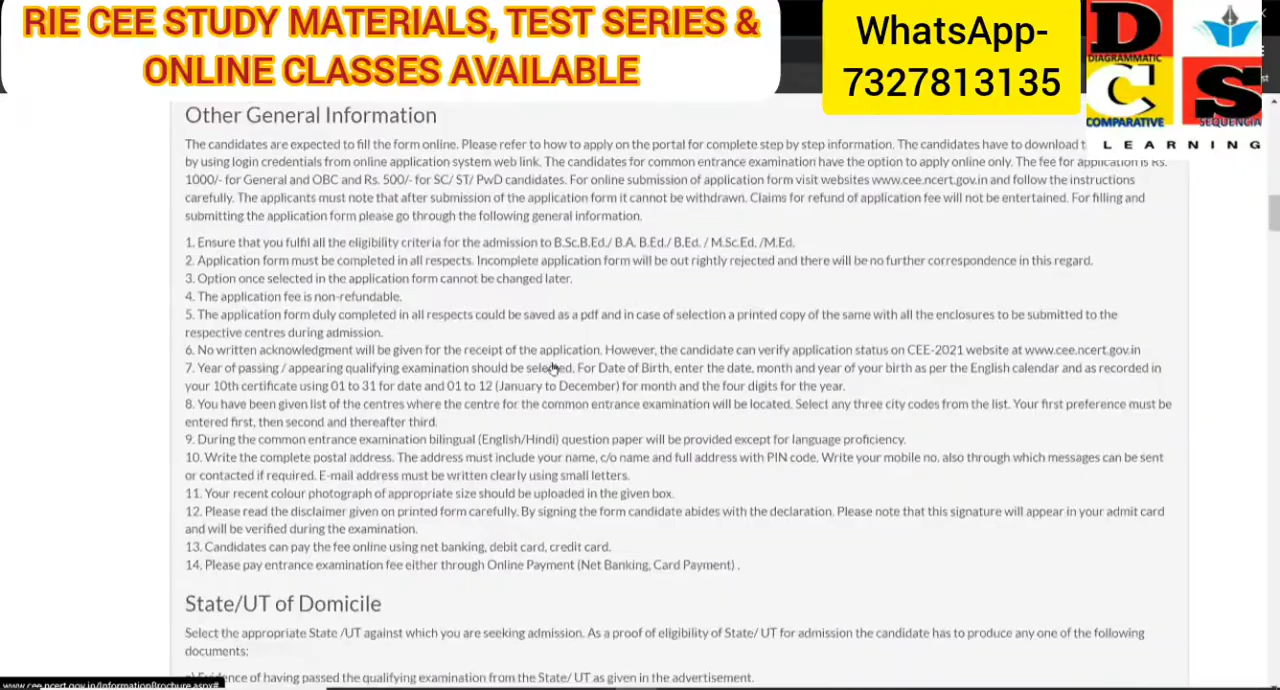 RIE CEE STUDY MATERIALS, TEST SERIES &
ONLINE CLASSES AVAILABLE
WhatsApp-
7327813135
D
DIAGRAMMATIC
C
S
COMPARATIVE
SEQUENCIA
L E A R N I N G
Other General Information
The candidates are expected to fill the form online. Please refer to how to apply on the portal for complete step by step information. The candidates have to download
by using login credentials from online application system web link. The candidates for common entrance examination have the option to apply online only. The fee for application is Rs.
1000/- for General and OBC and Rs. 500/- for SC/ ST/ PwD candidates. For online submission of application form visit websites www.cee.ncert.gov.in and follow the instructions
carefully. The applicants must note that after submission of the application form it cannot be withdrawn. Claims for refund of application fee will not be entertained. For filling and
submitting the application form please go through the following general information.
1. Ensure that you fulfil all the eligibility criteria for the admission to B.Sc.B.Ed./ B.A. B.Ed./ B.Ed. / M.Sc.Ed. /M.Ed.
2. Application form must be completed in all respects. Incomplete application form will be out rightly rejected and there will be no further correspondence in this regard.
3. Option once selected in the application form cannot be changed later.
4. The application fee is non-refundable.
5. The application form duly completed in all respects could be saved as a pdf and in case of selection a printed copy of the same with all the enclosures to be submitted to the
respective centres during admission.
6. No written acknowledgment will be given for the receipt of the application. However, the candidate can verify application status on CEE-2021 website at www.cee.ncert.gov.in
7. Year of passing / appearing qualifying examination should be selected. For Date of Birth, enter the date, month and year of your birth as per the English calendar and as recorded in
your 10th certificate using 01 to 31 for date and 01 to 12 (January to December) for month and the four digits for the year.
8. You have been given list of the centres where the centre for the common entrance examination will be located. Select any three city codes from the list. Your first preference must be
entered first, then second and thereafter third.
9. During the common entrance examination bilingual (English/Hindi) question paper will be provided except for language proficiency.
10. Write the complete postal address. The address must include your name, c/o name and full address with PIN code. Write your mobile no. also through which messages can be sent
or contacted if required. E-mail address must be written clearly using small letters.
11. Your recent colour photograph of appropriate size should be uploaded in the given box.
12. Please read the disclaimer given on printed form carefully. By signing the form candidate abides with the declaration. Please note that this signature will appear in your admit card
and will be verified during the examination.
13. Candidates can pay the fee online using net banking, debit card, credit card.
14. Please pay entrance examination fee either through Online Payment (Net Banking, Card Payment) .
State/UT of Domicile
Select the appropriate State /UT against which you are seeking admission. As a proof of eligibility of State/ UT for admission the candidate has to produce any one of the following
documents:
a) Evidence of having passed the qualifying examination from the State/ UT as given in the advertisement.
www.cee.ncert.gov.in/InformationBrochure.aspx#